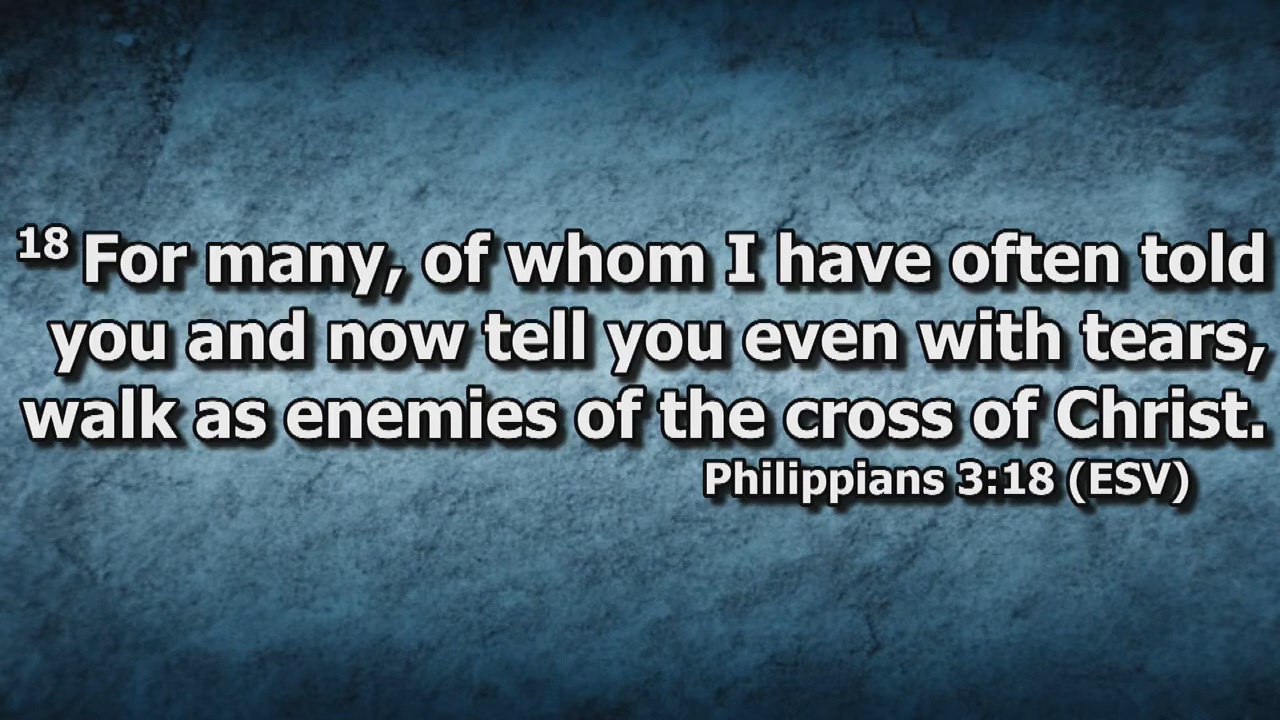 18 For many, of whom I have often told
you and now tell you even with tears,
walk as enemies of the cross of Christ.
Philippians 3:18 (ESV)